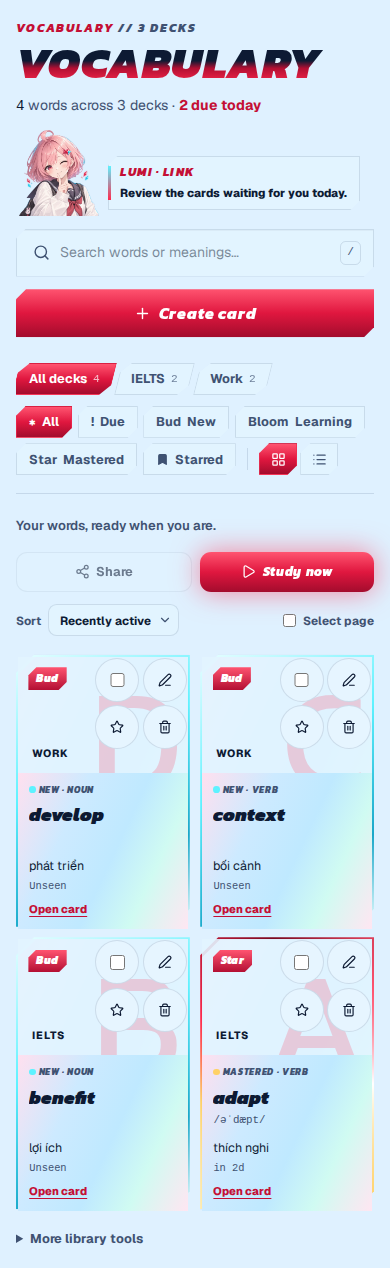 VOCABULARY // 3 DECKS
VOCABULARY
4 words across 3 decks · 2 due today
LUMI · LINK
Review the cards waiting for you today.
Search words or meanings… /
+ Create card
All decks 4 IELTS 2 Work 2
* All ! Due Bud New Bloom Learning
Star Mastered Starred
Your words, ready when you are.
Share Study now
Sort Recently active Select page
Bud
D
WORK
NEW · NOUN
develop
phát triển
Unseen
Open card
Bud
C
WORK
NEW · VERB
context
bối cảnh
Unseen
Open card
Bud
B
IELTS
NEW · NOUN
benefit
lợi ích
Unseen
Open card
Star
A
IELTS
MASTERED · VERB
adapt
/əˈdæpt/
thích nghi
in 2d
Open card
More library tools